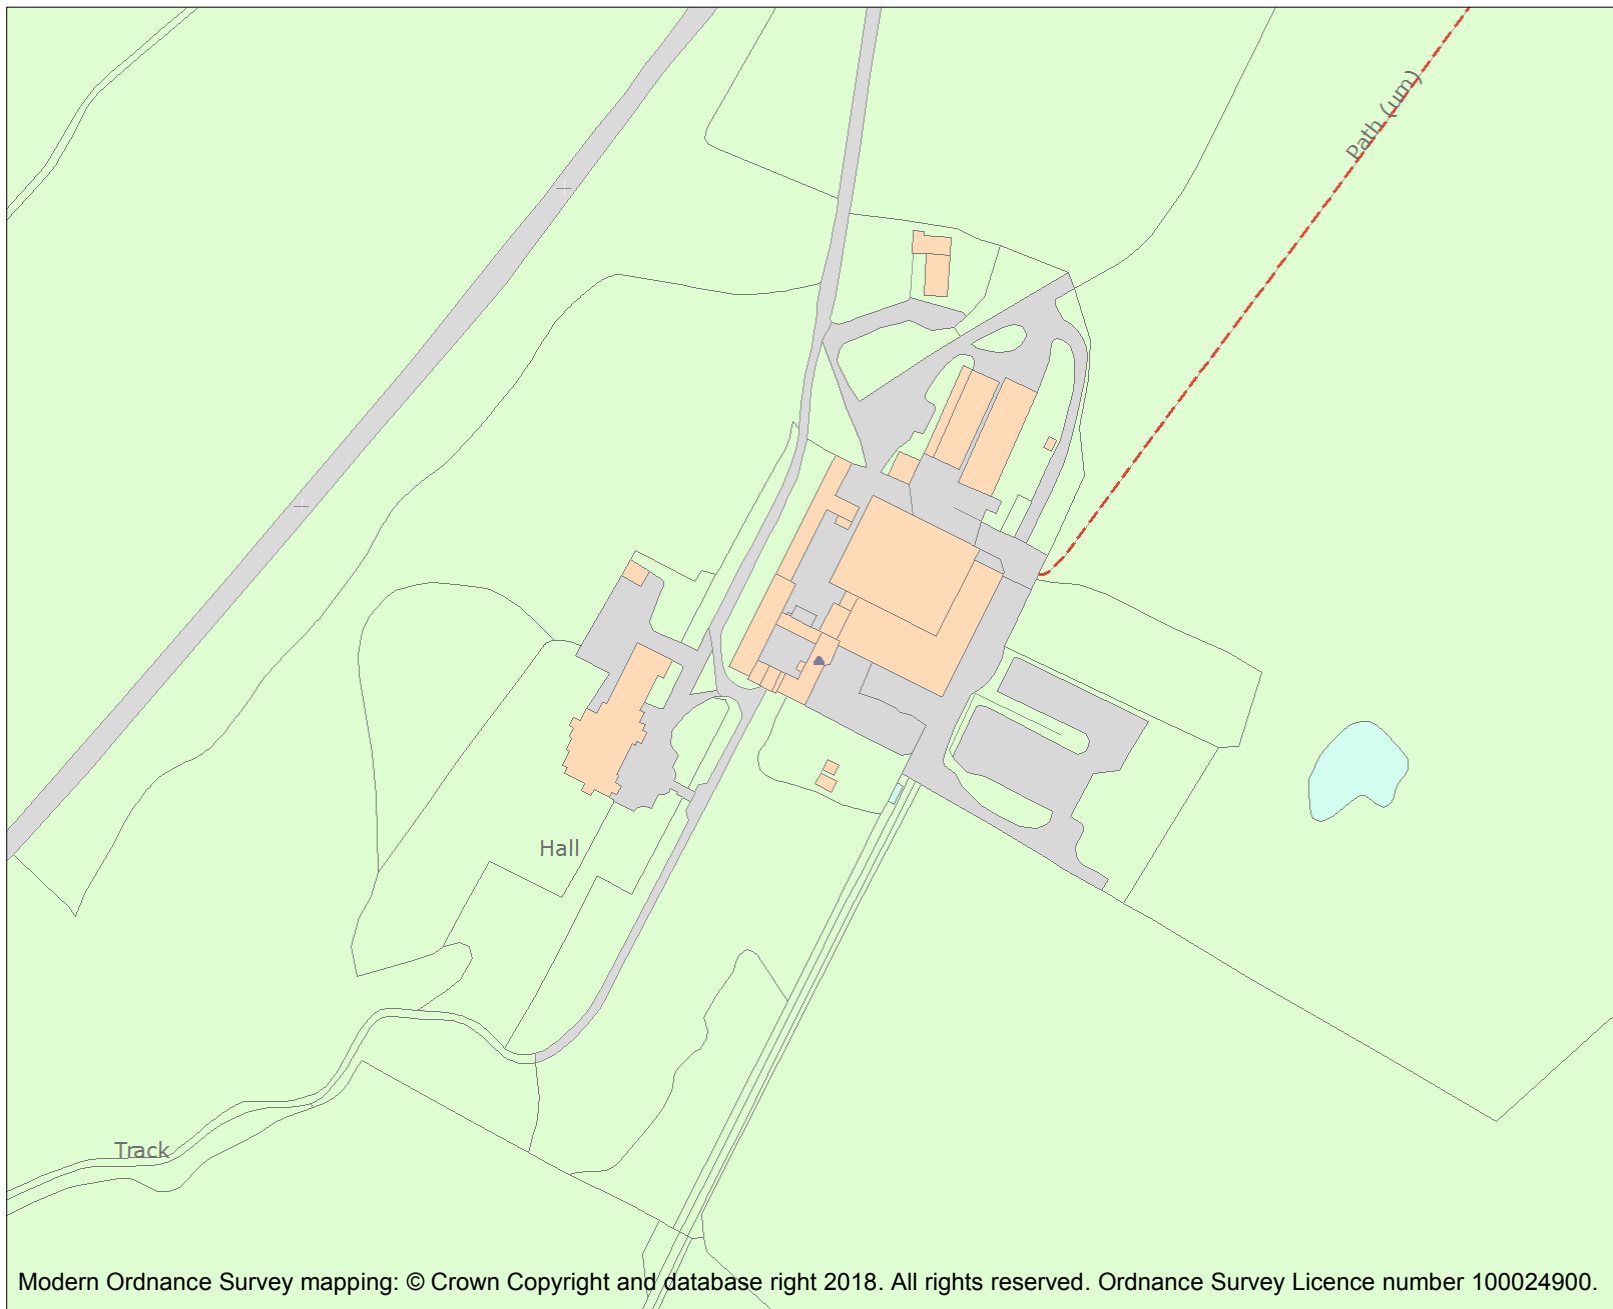 Path (um)
Hall
Track
Modern Ordnance Survey mapping: © Crown Copyright and database right 2018. All rights reserved. Ordnance Survey Licence number 100024900.